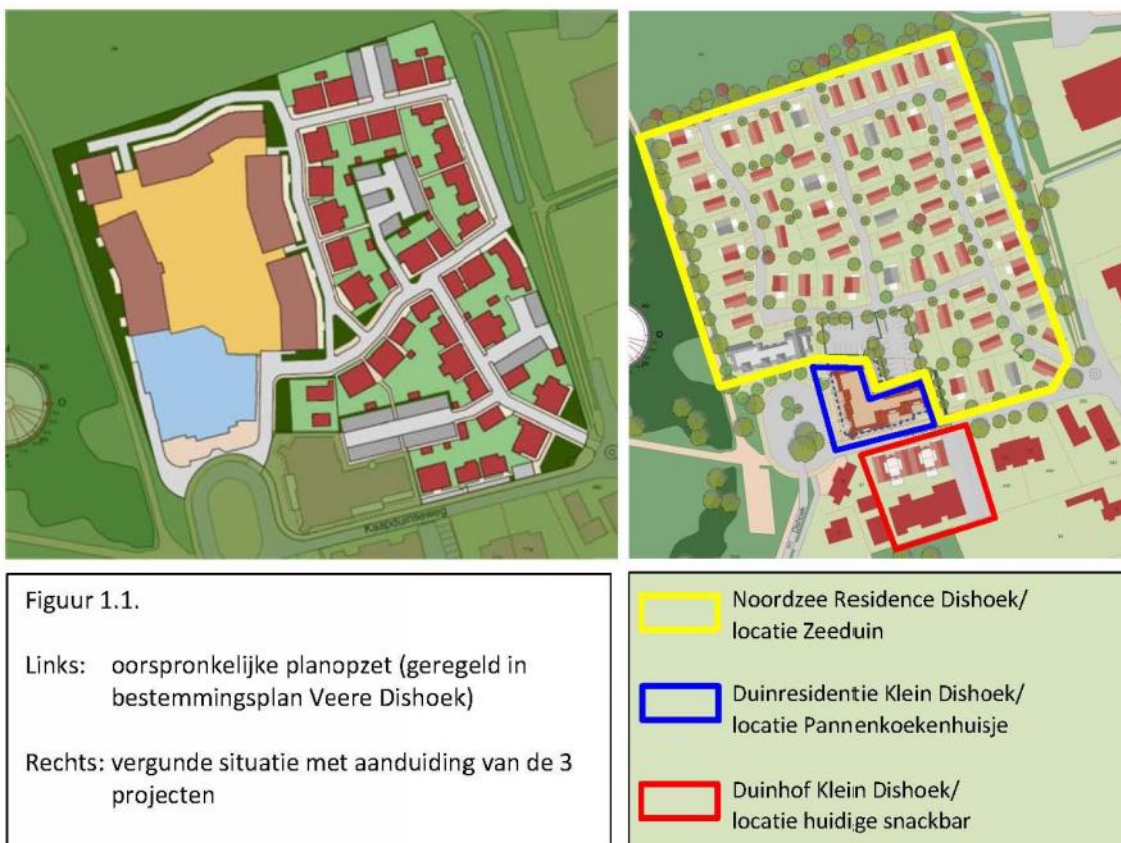 Kaapduinseweg
Dishoek
Figuur 1.1.
Links: oorspronkelijke planopzet (geregeld in
bestemmingsplan Veere Dishoek)
Rechts: vergunde situatie met aanduiding van de 3
projecten
Noordzee Residence Dishoek/
locatie Zeeduin
Duinresidentie Klein Dishoek/
locatie Pannenkoekenhuisje
Duinhof Klein Dishoek/
locatie huidige snackbar